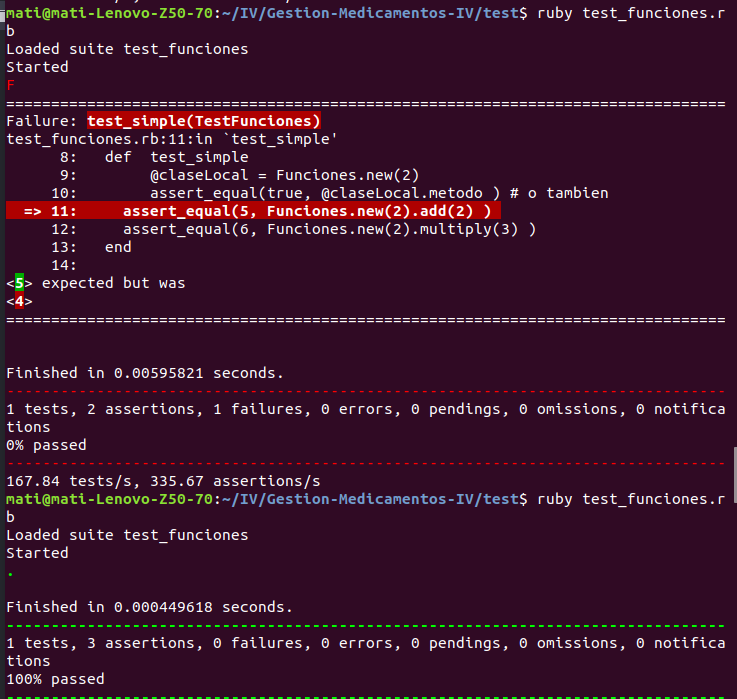 mati@mati-Lenovo-Z50-70:~/IV/Gestion-Medicamentos-IV/test$ ruby test_funciones.r
b
Loaded suite test_funciones
Started
F
================================================================================
Failure: test_simple(TestFunciones)
test_funciones.rb:11:in `test_simple'
      8:   def  test_simple
      9:        @claseLocal = Funciones.new(2)
     10:        assert_equal(true, @claseLocal.metodo ) # o tambien
  => 11:     assert_equal(5, Funciones.new(2).add(2) )
     12:     assert_equal(6, Funciones.new(2).multiply(3) )
     13:   end
     14:
<5> expected but was
<4>
================================================================================
Finished in 0.00595821 seconds.
--------------------------------------------------------------------------------
1 tests, 2 assertions, 1 failures, 0 errors, 0 pendings, 0 omissions, 0 notifica
tions
0% passed
--------------------------------------------------------------------------------
167.84 tests/s, 335.67 assertions/s
mati@mati-Lenovo-Z50-70:~/IV/Gestion-Medicamentos-IV/test$ ruby test_funciones.r
b
Loaded suite test_funciones
Started
.
Finished in 0.000449618 seconds.
--------------------------------------------------------------------------------
1 tests, 3 assertions, 0 failures, 0 errors, 0 pendings, 0 omissions, 0 notifica
tions
100% passed
--------------------------------------------------------------------------------